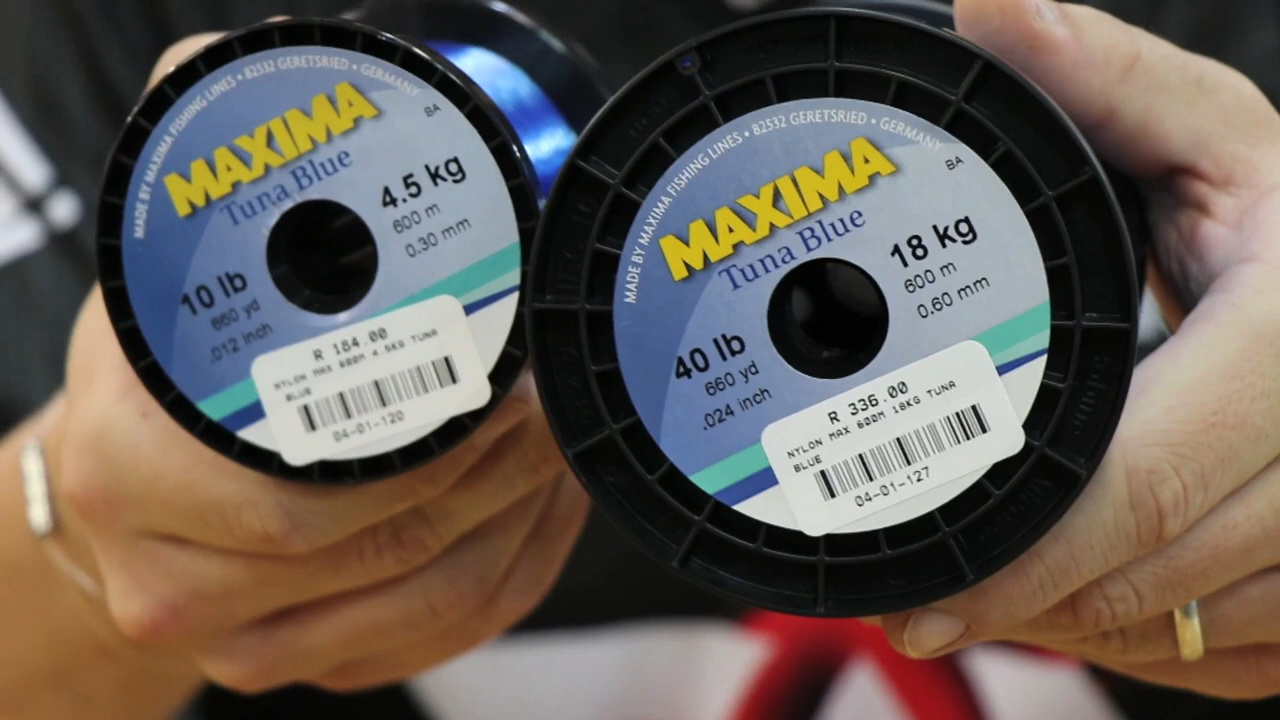 MADE BY MAXIMA FISHING LINES • 82532 GERETSRIED • GERMANY
BA
MAXIMA
Tuna Blue
4.5 kg
600 m
0.30 mm
10 lb
660 yd
.012 inch
R 184.00
NYLON MAX 600M 4.5KG TUNA
BLUE
04-01-120
MADE BY MAXIMA FISHING LINES • 82532 GERETSRIED • GERMANY
BA
MAXIMA
Tuna Blue
18 kg
600 m
0.60 mm
40 lb
660 yd
.024 inch
R 336.00
NYLON MAX 600M 18KG TUNA
BLUE
04-01-127